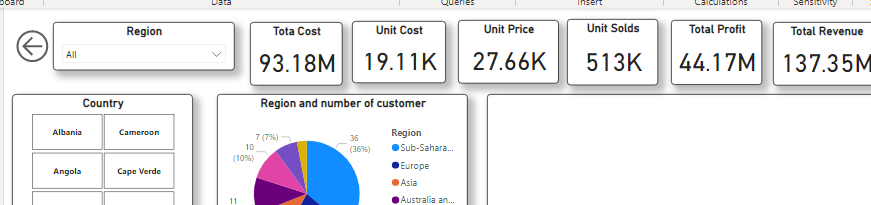 Data
Queries
Insert
Calculations
Sensitivity
Region
All
Tota Cost
93.18M
Unit Cost
19.11K
Unit Price
27.66K
Unit Solds
513K
Total Profit
44.17M
Total Revenue
137.35M
Country
Albania
Cameroon
Angola
Cape Verde
Region and number of customer
7 (7%)
10
(10%)
11
36
(36%)
Region
Sub-Sahara...
Europe
Asia
Australia an...